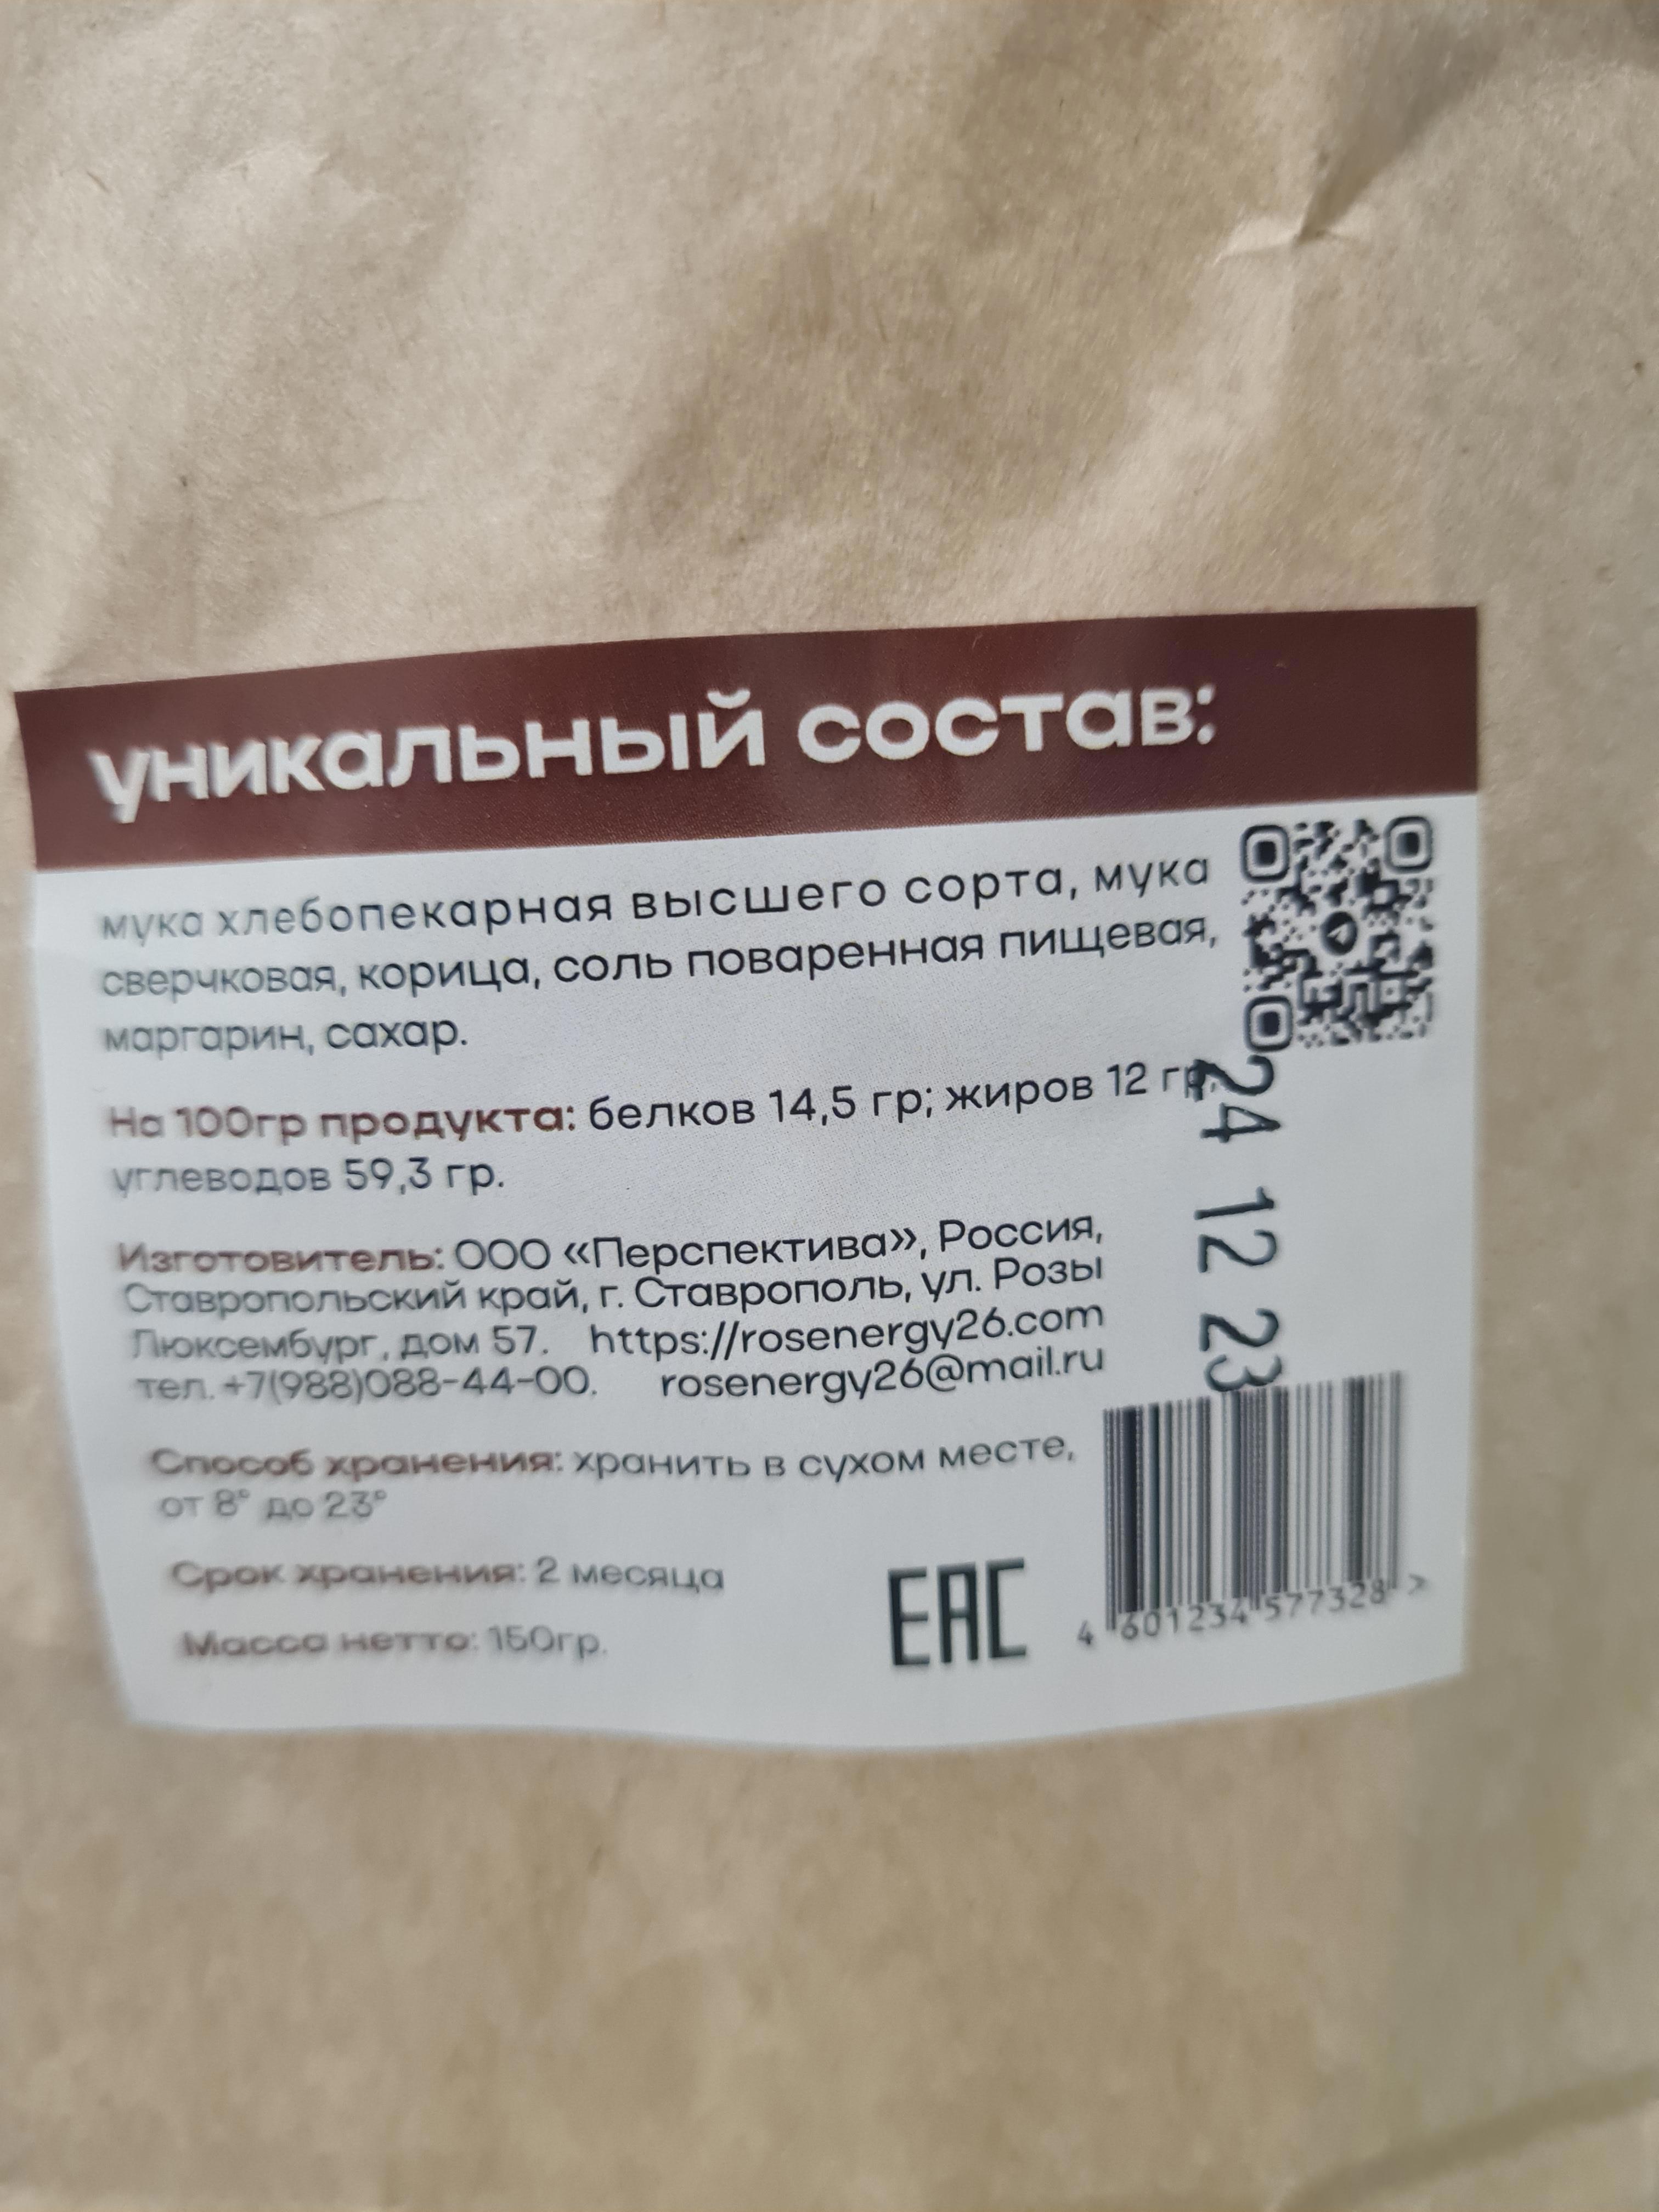 уникальный состав:
мука хлебопекарная высшего сорта, мука
сверчковая, корица, соль поваренная пищевая,
маргарин, сахар.
На 100гр продукта: белков 14,5 гр; жиров 12 гр,
углеводов 59,3 гр.
Изготовитель: ООО «Перспектива», Россия,
Ставропольский край, г. Ставрополь, ул. Розы
Люксембург, дом 57. https://rosenergy26.com
тел. +7(988)088-44-00. rosenergy26@mail.ru
Способ хранения: хранить в сухом месте,
от 8° до 23°
Срок хранения: 2 месяца
Масса нетто: 150гр.
EAC
24 12 23
4 601234 577328 >